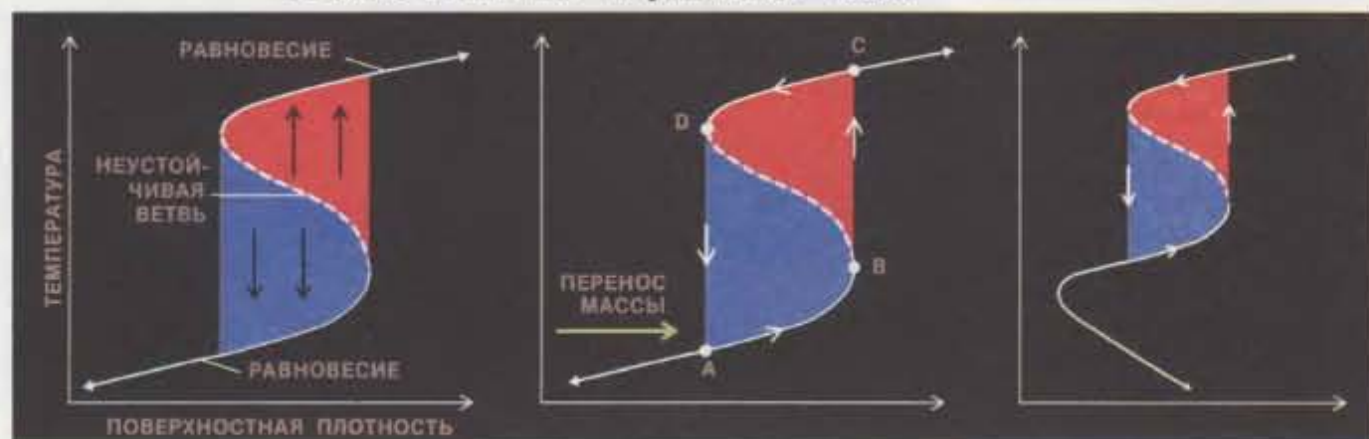 РАВНОВЕСИЕ
НЕУСТОЙ-
ЧИВАЯ
ВЕТВЬ
ТЕМПЕРАТУРА
РАВНОВЕСИЕ
ПОВЕРХНОСТНАЯ ПЛОТНОСТЬ
C
D
B
ПЕРЕНОС
МАССЫ
A